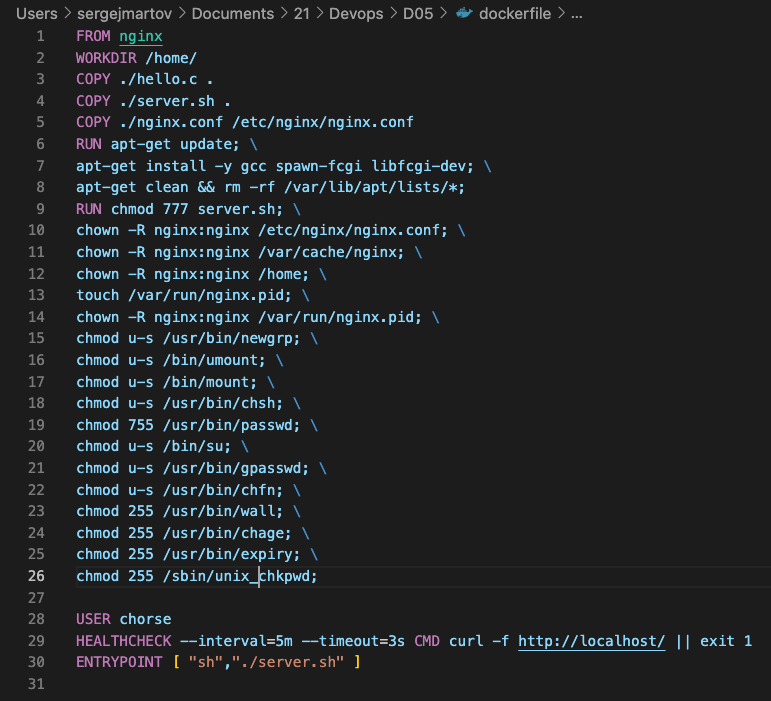 Users > sergejmartov > Documents > 21 > Devops > D05 > dockerfile > ...
1 FROM nginx
2 WORKDIR /home/
3 COPY ./hello.c .
4 COPY ./server.sh .
5 COPY ./nginx.conf /etc/nginx/nginx.conf
6 RUN apt-get update; \
7 apt-get install -y gcc spawn-fcgi libfcgi-dev; \
8 apt-get clean && rm -rf /var/lib/apt/lists/*;
9 RUN chmod 777 server.sh; \
10 chown -R nginx:nginx /etc/nginx/nginx.conf; \
11 chown -R nginx:nginx /var/cache/nginx; \
12 chown -R nginx:nginx /home; \
13 touch /var/run/nginx.pid; \
14 chown -R nginx:nginx /var/run/nginx.pid; \
15 chmod u-s /usr/bin/newgrp; \
16 chmod u-s /bin/umount; \
17 chmod u-s /bin/mount; \
18 chmod u-s /usr/bin/chsh; \
19 chmod 755 /usr/bin/passwd; \
20 chmod u-s /bin/su; \
21 chmod u-s /usr/bin/gpasswd; \
22 chmod u-s /usr/bin/chfn; \
23 chmod 255 /usr/bin/wall; \
24 chmod 255 /usr/bin/chage; \
25 chmod 255 /usr/bin/expiry; \
26 chmod 255 /sbin/unix_chkpwd;
27
28 USER chorse
29 HEALTHCHECK --interval=5m --timeout=3s CMD curl -f http://localhost/ || exit 1
30 ENTRYPOINT [ "sh","./server.sh" ]
31